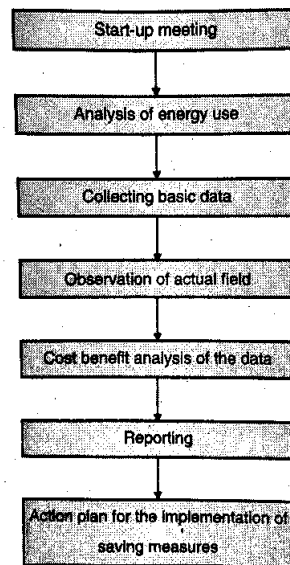 Start-up meeting
Analysis of energy use
Collecting basic data
Observation of actual field
Cost benefit analysis of the data
Reporting
Action plan for the implementation of
saving measures